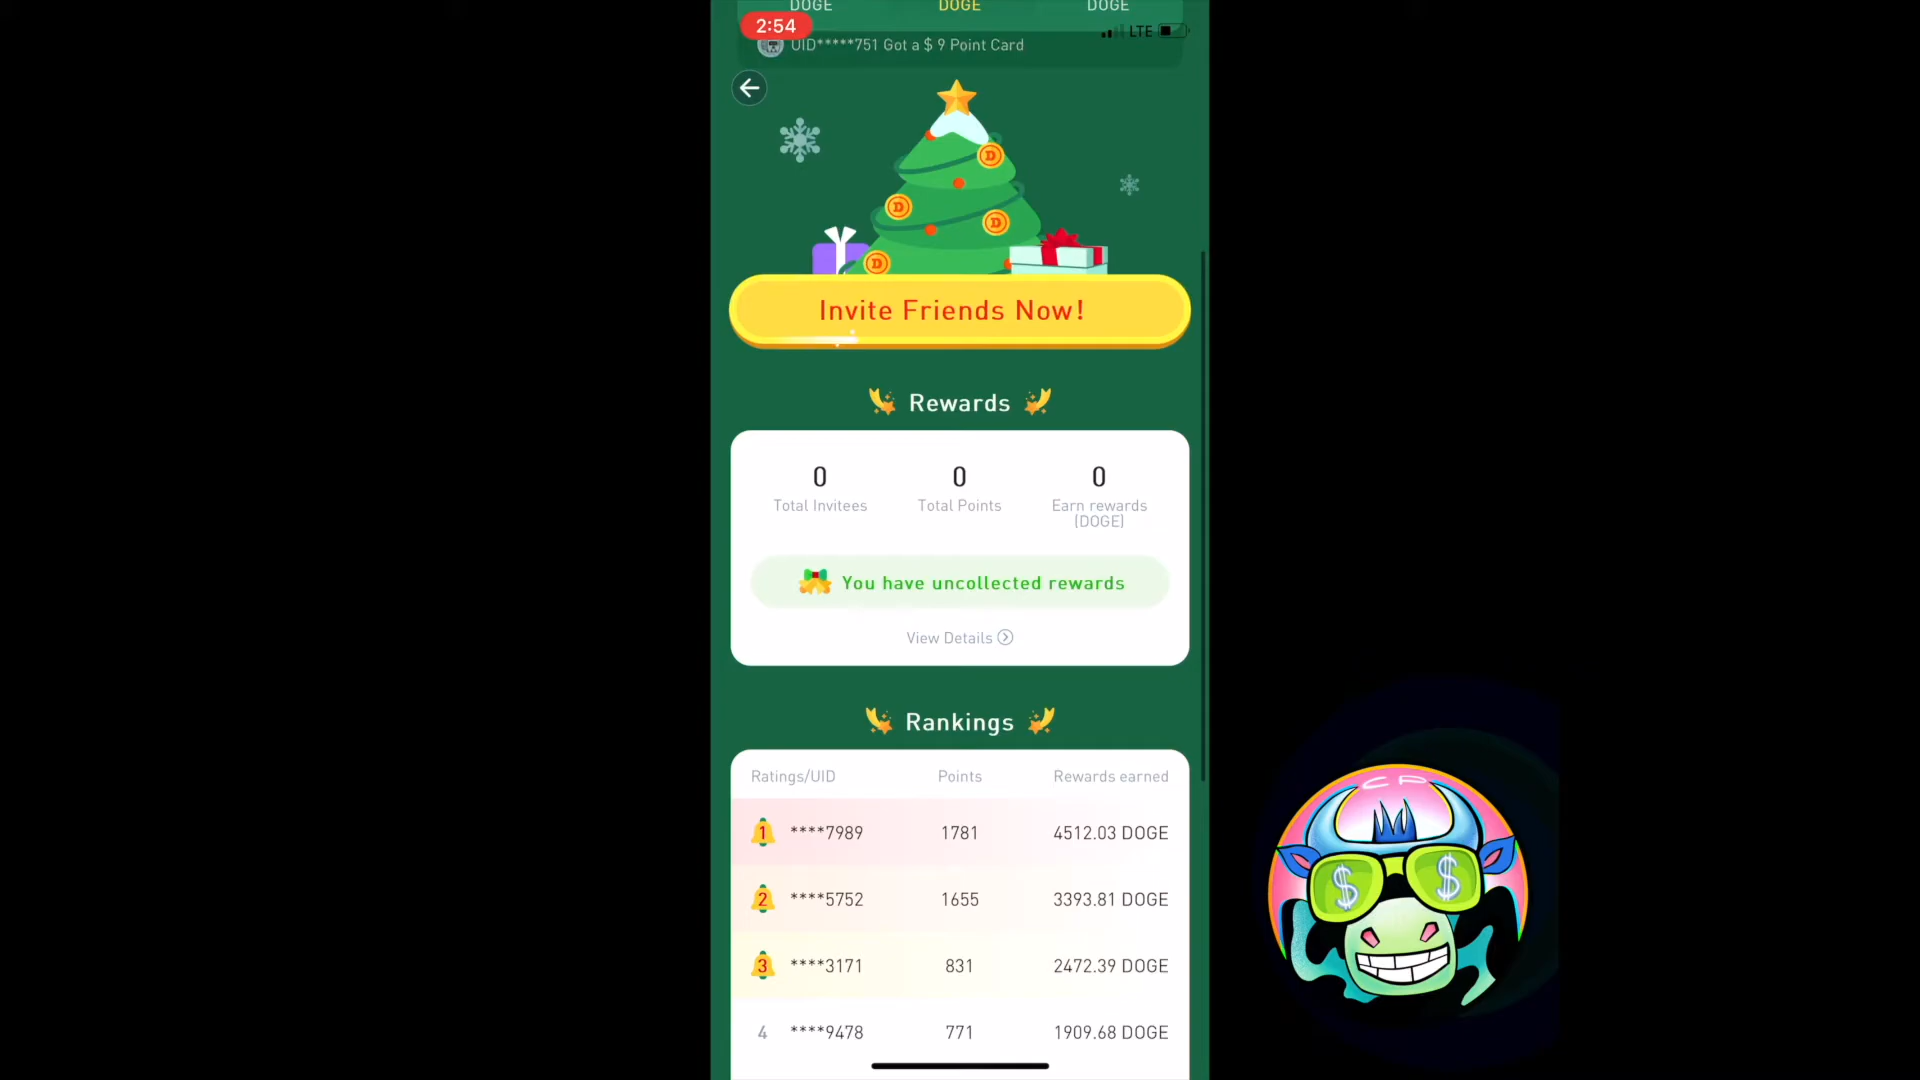 DOGE DOGE DOGE
2:54 LTE
UID*****751 Got a $ 9 Point Card
D
D
D
D
Invite Friends Now!
Rewards
0 0 0
Total Invitees Total Points Earn rewards
(DOGE)
You have uncollected rewards
View Details
Rankings
Ratings/UID Points Rewards earned
1 ****7989 1781 4512.03 DOGE
2 ****5752 1655 3393.81 DOGE
3 ****3171 831 2472.39 DOGE
4 ****9478 771 1909.68 DOGE
CP
$ $